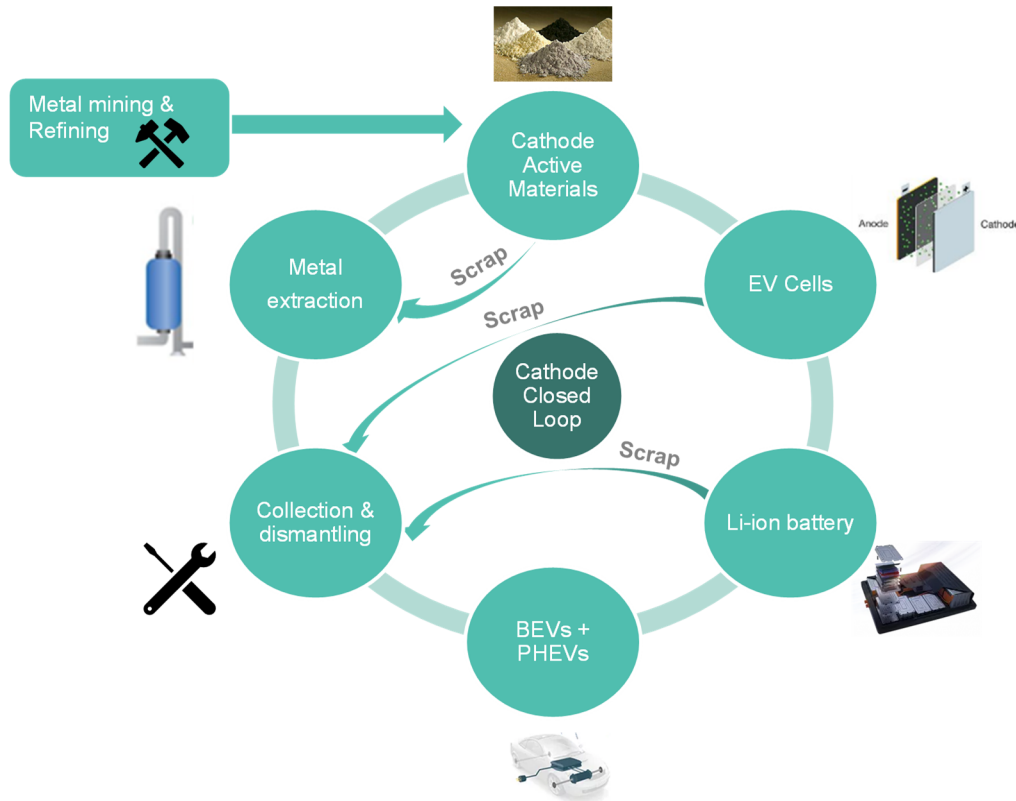 Metal mining &
Refining
Cathode
Active
Materials
Anode
Cathode
Metal
extraction
Scrap
EV Cells
Scrap
Cathode
Closed
Loop
Scrap
Collection &
dismantling
Li-ion battery
BEVs +
PHEVs